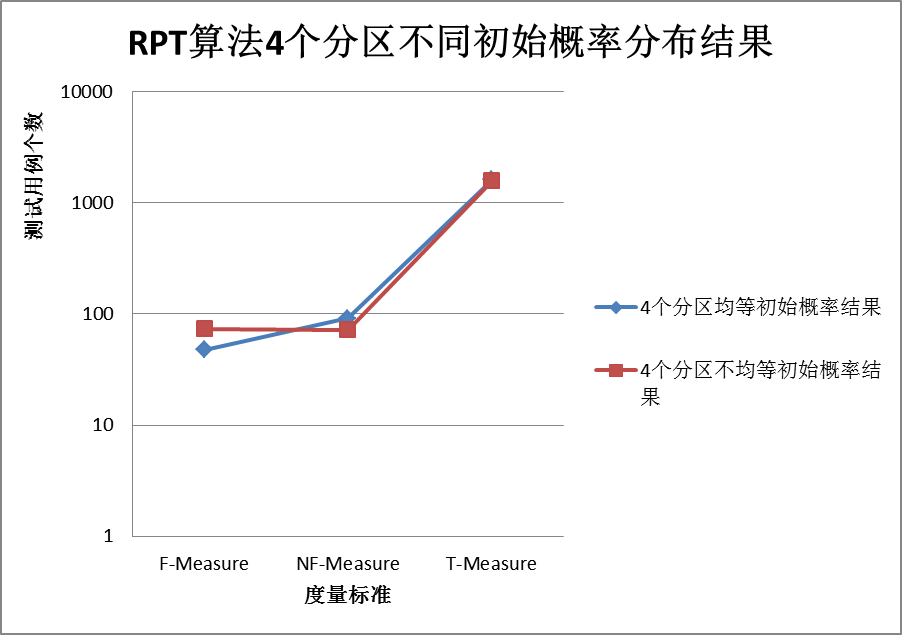 RPT算法4个分区不同初始概率分布结果
测试用例个数
10000
1000
100
10
1
F-Measure
NF-Measure
T-Measure
度量标准
4个分区均等初始概率结果
4个分区不均等初始概率结
果